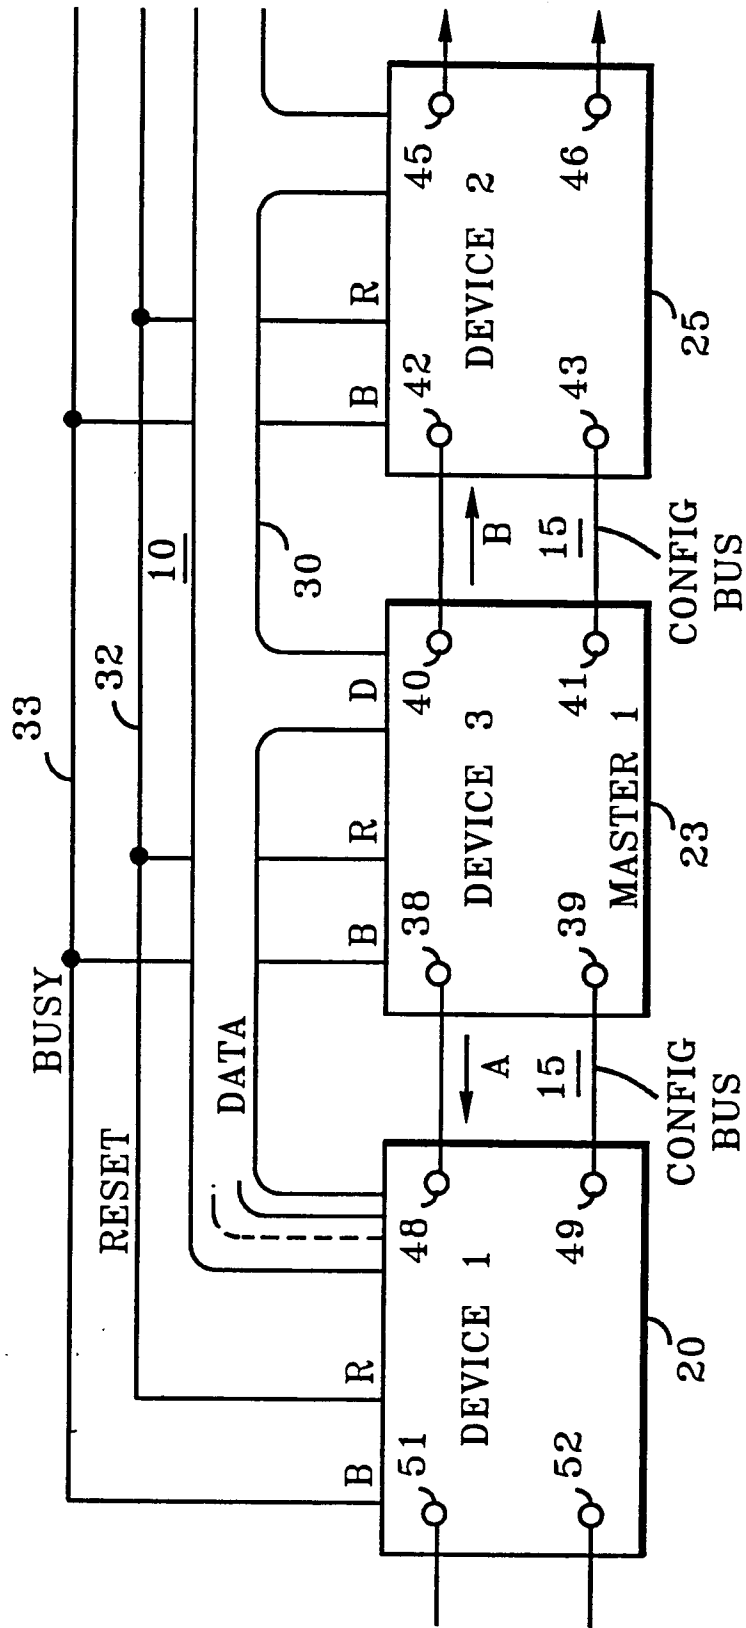 33
32
BUSY
RESET
10
DATA
30
B
R
B
R
D
B
R
51
52
DEVICE 1
48
49
20
A
15
CONFIG
BUS
38
39
DEVICE 3
MASTER 1
40
41
23
B
15
CONFIG
BUS
42
43
DEVICE 2
45
46
25